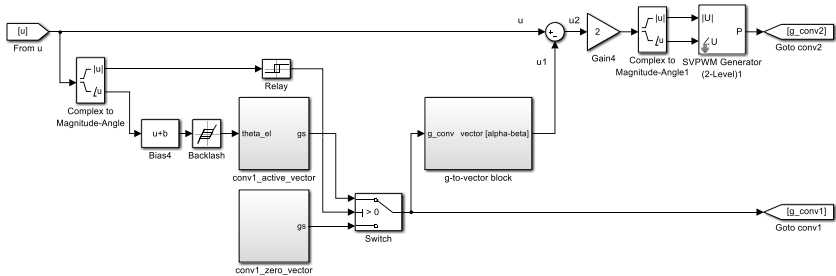 [u]
From u
u
u2
+
-
u1
2
Gain4
|u|
∠u
Complex to
Magnitude-Angle1
|U|
∠ U
P
SVPWM Generator
(2-Level)1
[g_conv2]
Goto conv2
|u|
∠u
Complex to
Magnitude-Angle
Relay
u+b
Bias4
Backlash
theta_el
gs
conv1_active_vector
g_conv
vector [alpha-beta]
g-to-vector block
gs
conv1_zero_vector
> 0
Switch
[g_conv1]
Goto conv1